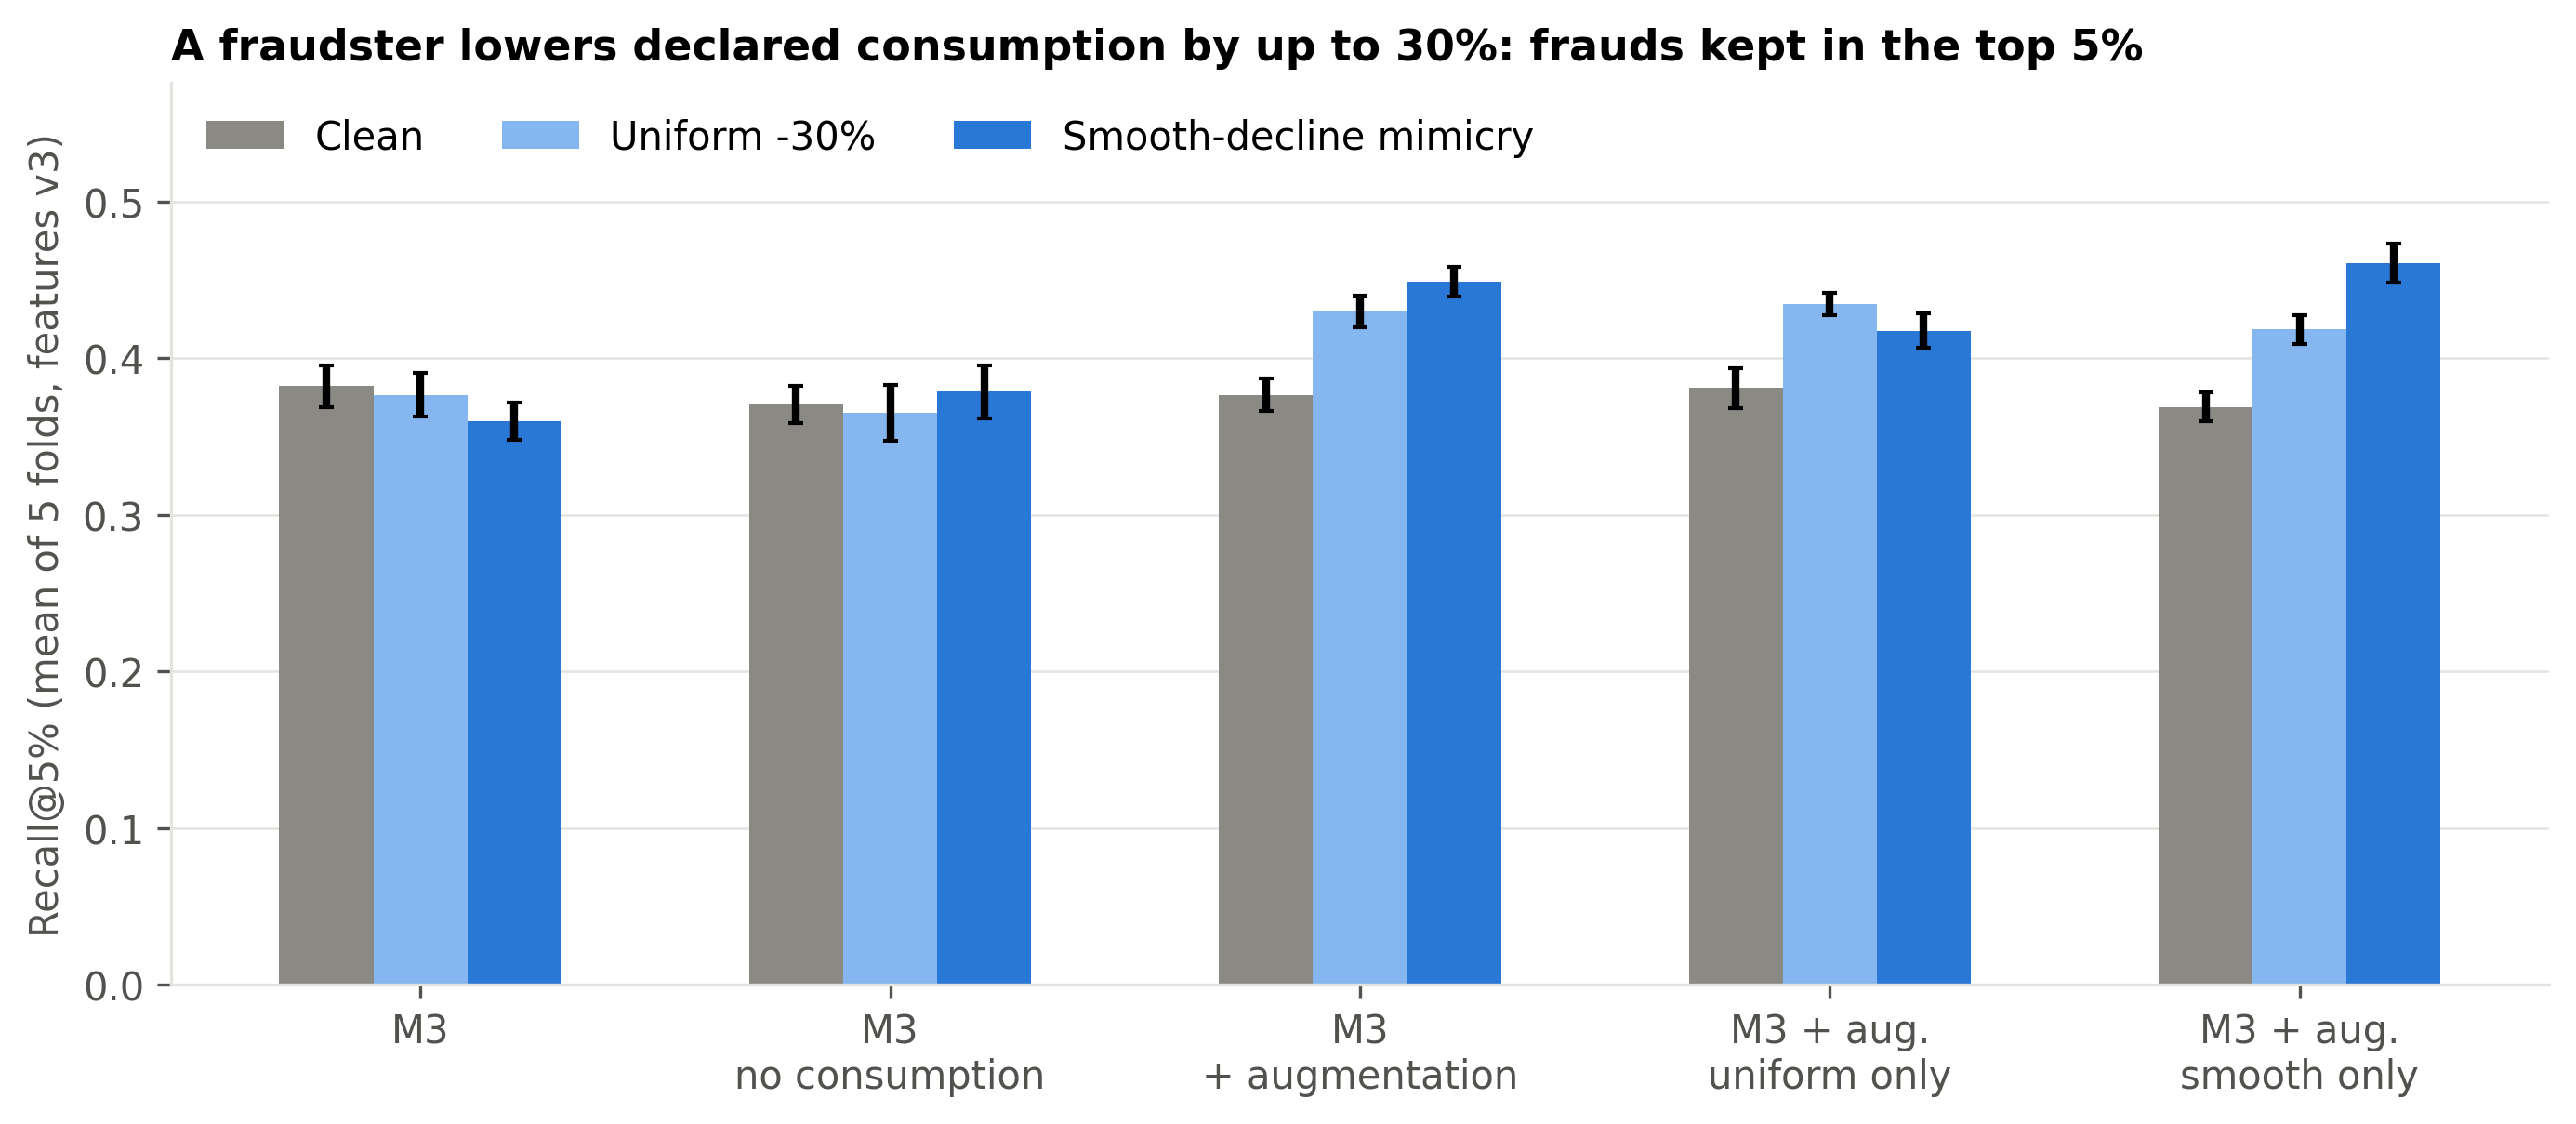 A fraudster lowers declared consumption by up to 30%: frauds kept in the top 5%
Clean
Uniform -30%
Smooth-decline mimicry
Recall@5% (mean of 5 folds, features v3)
0.5
0.4
0.3
0.2
0.1
0.0
M3
M3
no consumption
M3
+ augmentation
M3 + aug.
uniform only
M3 + aug.
smooth only